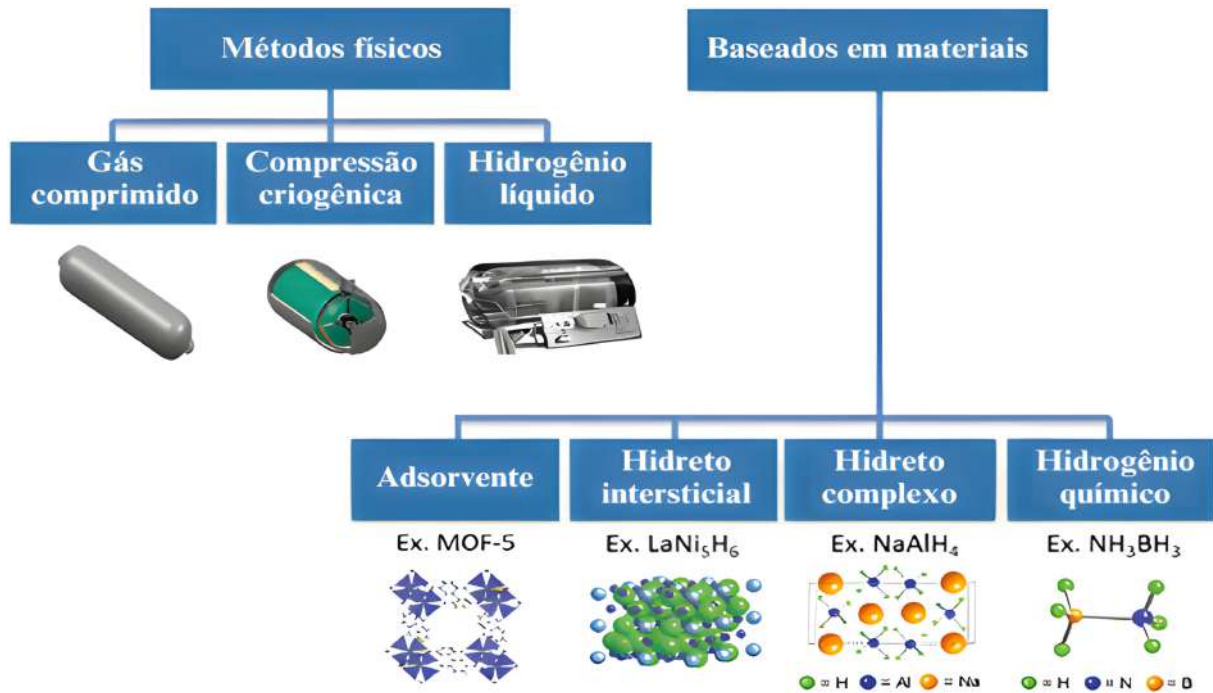 Métodos físicos
Baseados em materiais
Gás
comprimido
Compressão
criogênica
Hidrogênio
líquido
Adsorvente
Hidreto
intersticial
Hidreto
complexo
Hidrogênio
químico
Ex. MOF-5
Ex. LaNi₅H₆
Ex. NaAlH₄
Ex. NH₃BH₃
= H = Al = Na
= H = N = B